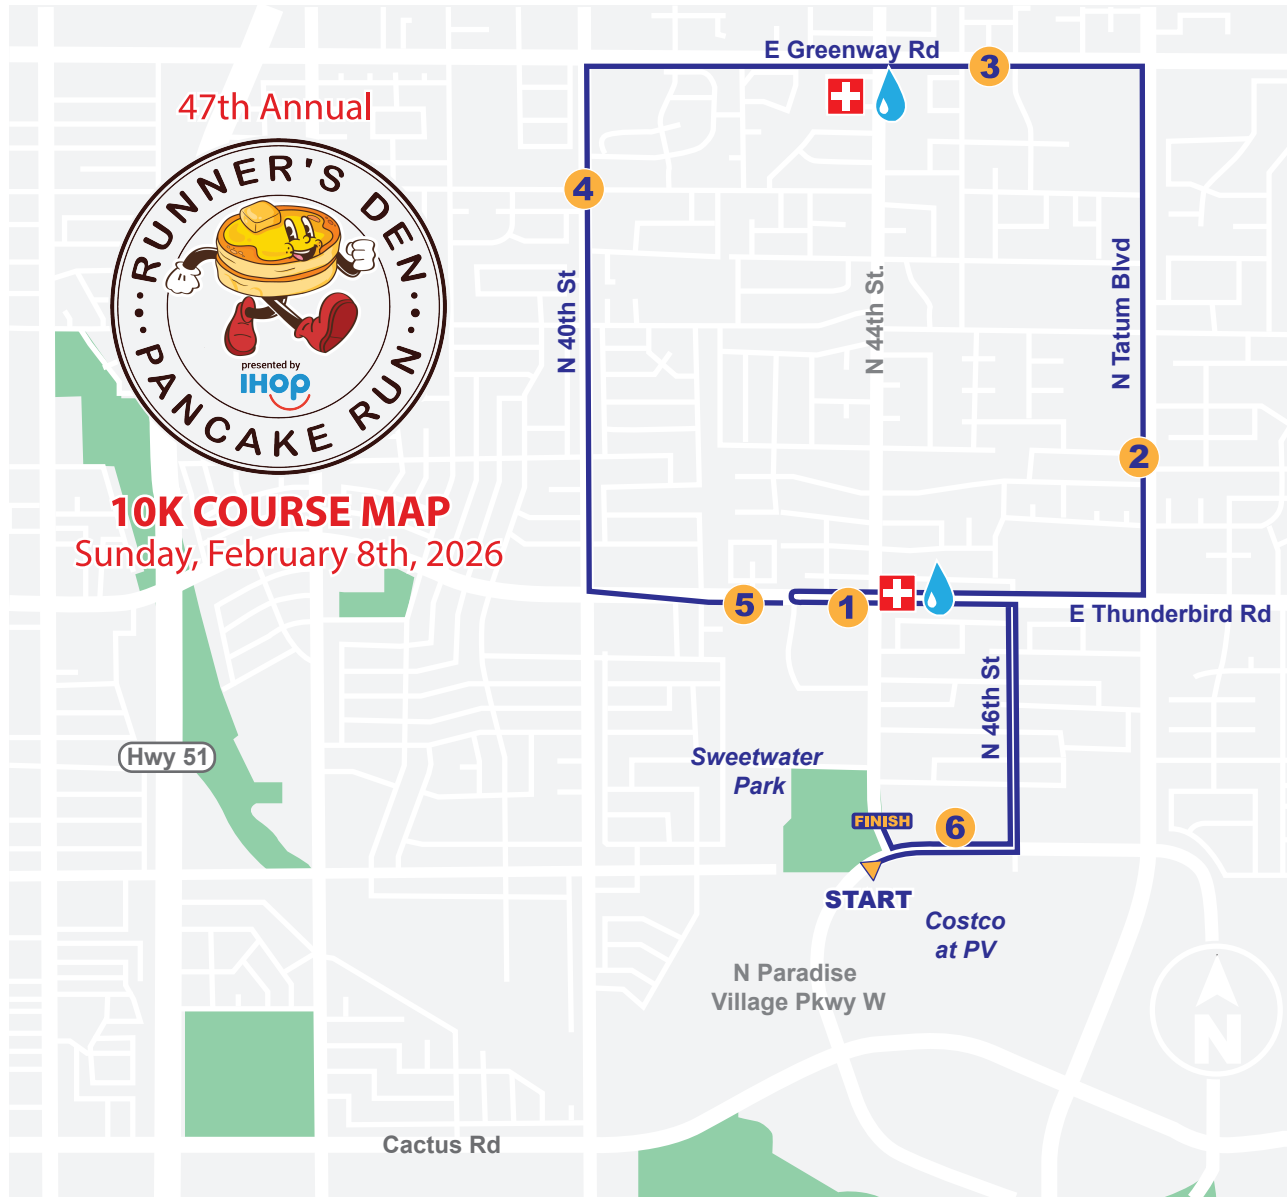 47th Annual
RUNNER'S DEN
PANCAKE RUN
presented by
IHOP
10K COURSE MAP
Sunday, February 8th, 2026
E Greenway Rd
3
4
N 40th St
N 44th St.
N Tatum Blvd
2
5
1
E Thunderbird Rd
N 46th St
Hwy 51
Sweetwater
Park
FINISH
6
START
Costco
at PV
N Paradise
Village Pkwy W
N
Cactus Rd